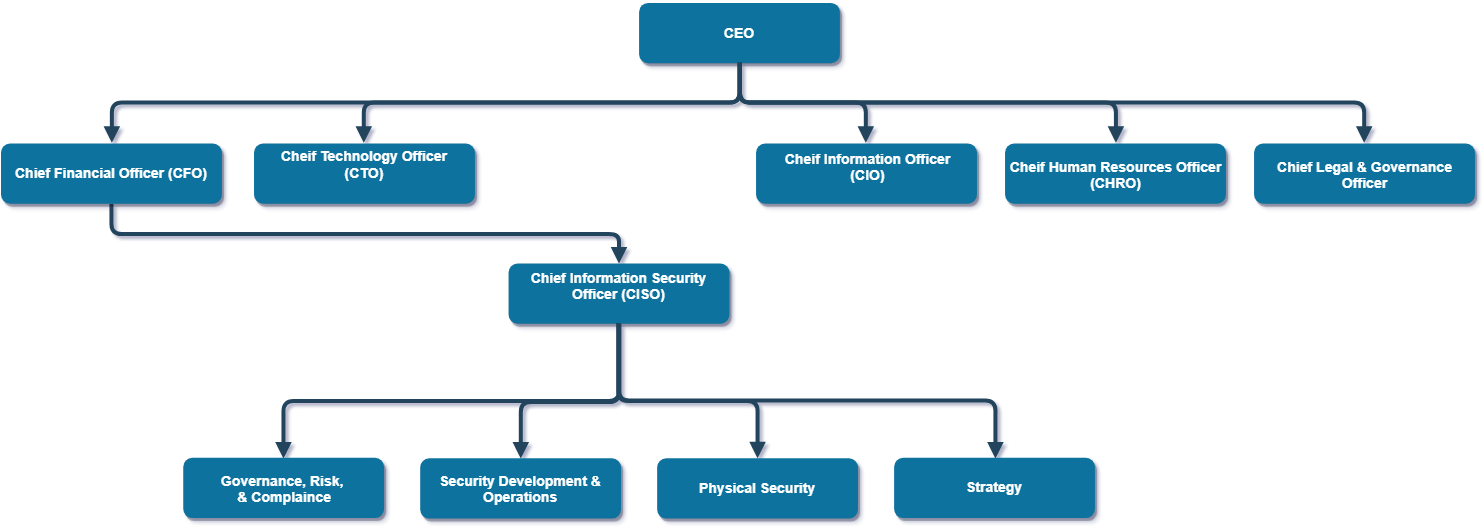 CEO
Chief Financial Officer (CFO)
Cheif Technology Officer
(CTO)
Cheif Information Officer
(CIO)
Cheif Human Resources Officer
(CHRO)
Chief Legal & Governance
Officer
Chief Information Security
Officer (CISO)
Governance, Risk,
& Complaince
Security Development &
Operations
Physical Security
Strategy